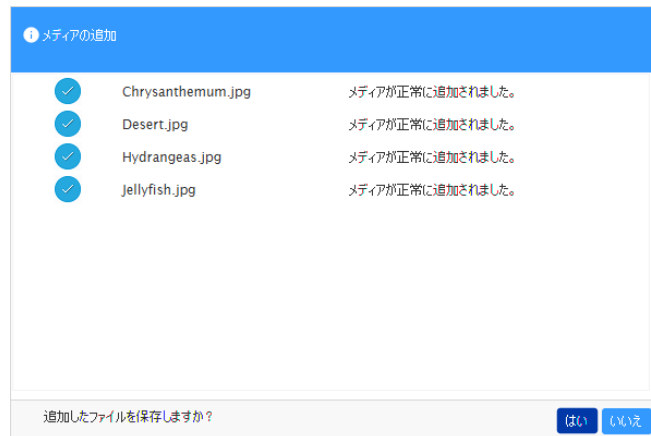 メディアの追加
Chrysanthemum.jpg メディアが正常に追加されました。
Desert.jpg メディアが正常に追加されました。
Hydrangeas.jpg メディアが正常に追加されました。
Jellyfish.jpg メディアが正常に追加されました。
追加したファイルを保存しますか？ はい いいえ